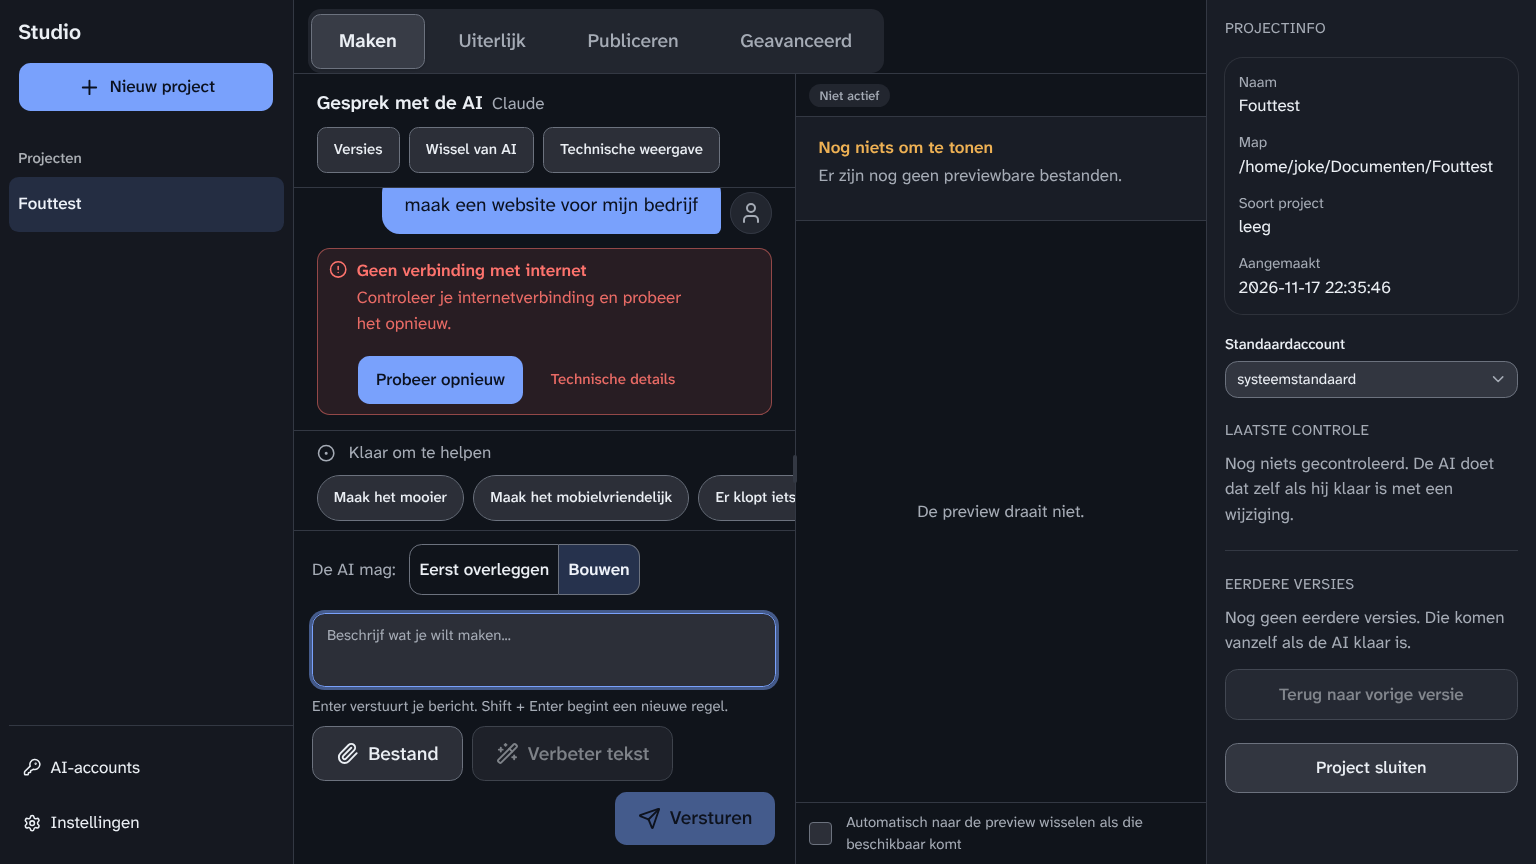 Studio
Nieuw project
Projecten
Fouttest
AI-accounts
Instellingen
Maken
Uiterlijk
Publiceren
Geavanceerd
Gesprek met de AI Claude
Versies
Wissel van AI
Technische weergave
maak een website voor mijn bedrijf
Geen verbinding met internet
Controleer je internetverbinding en probeer
het opnieuw.
Probeer opnieuw
Technische details
Klaar om te helpen
Maak het mooier
Maak het mobielvriendelijk
Er klopt iets
De AI mag:
Eerst overleggen
Bouwen
Beschrijf wat je wilt maken...
Enter verstuurt je bericht. Shift + Enter begint een nieuwe regel.
Bestand
Verbeter tekst
Versturen
Niet actief
Nog niets om te tonen
Er zijn nog geen previewbare bestanden.
De preview draait niet.
Automatisch naar de preview wisselen als die
beschikbaar komt
PROJECTINFO
Naam
Fouttest
Map
/home/joke/Documenten/Fouttest
Soort project
leeg
Aangemaakt
2026-11-17 22:35:46
Standaardaccount
systeemstandaard
LAATSTE CONTROLE
Nog niets gecontroleerd. De AI doet
dat zelf als hij klaar is met een
wijziging.
EERDERE VERSIES
Nog geen eerdere versies. Die komen
vanzelf als de AI klaar is.
Terug naar vorige versie
Project sluiten